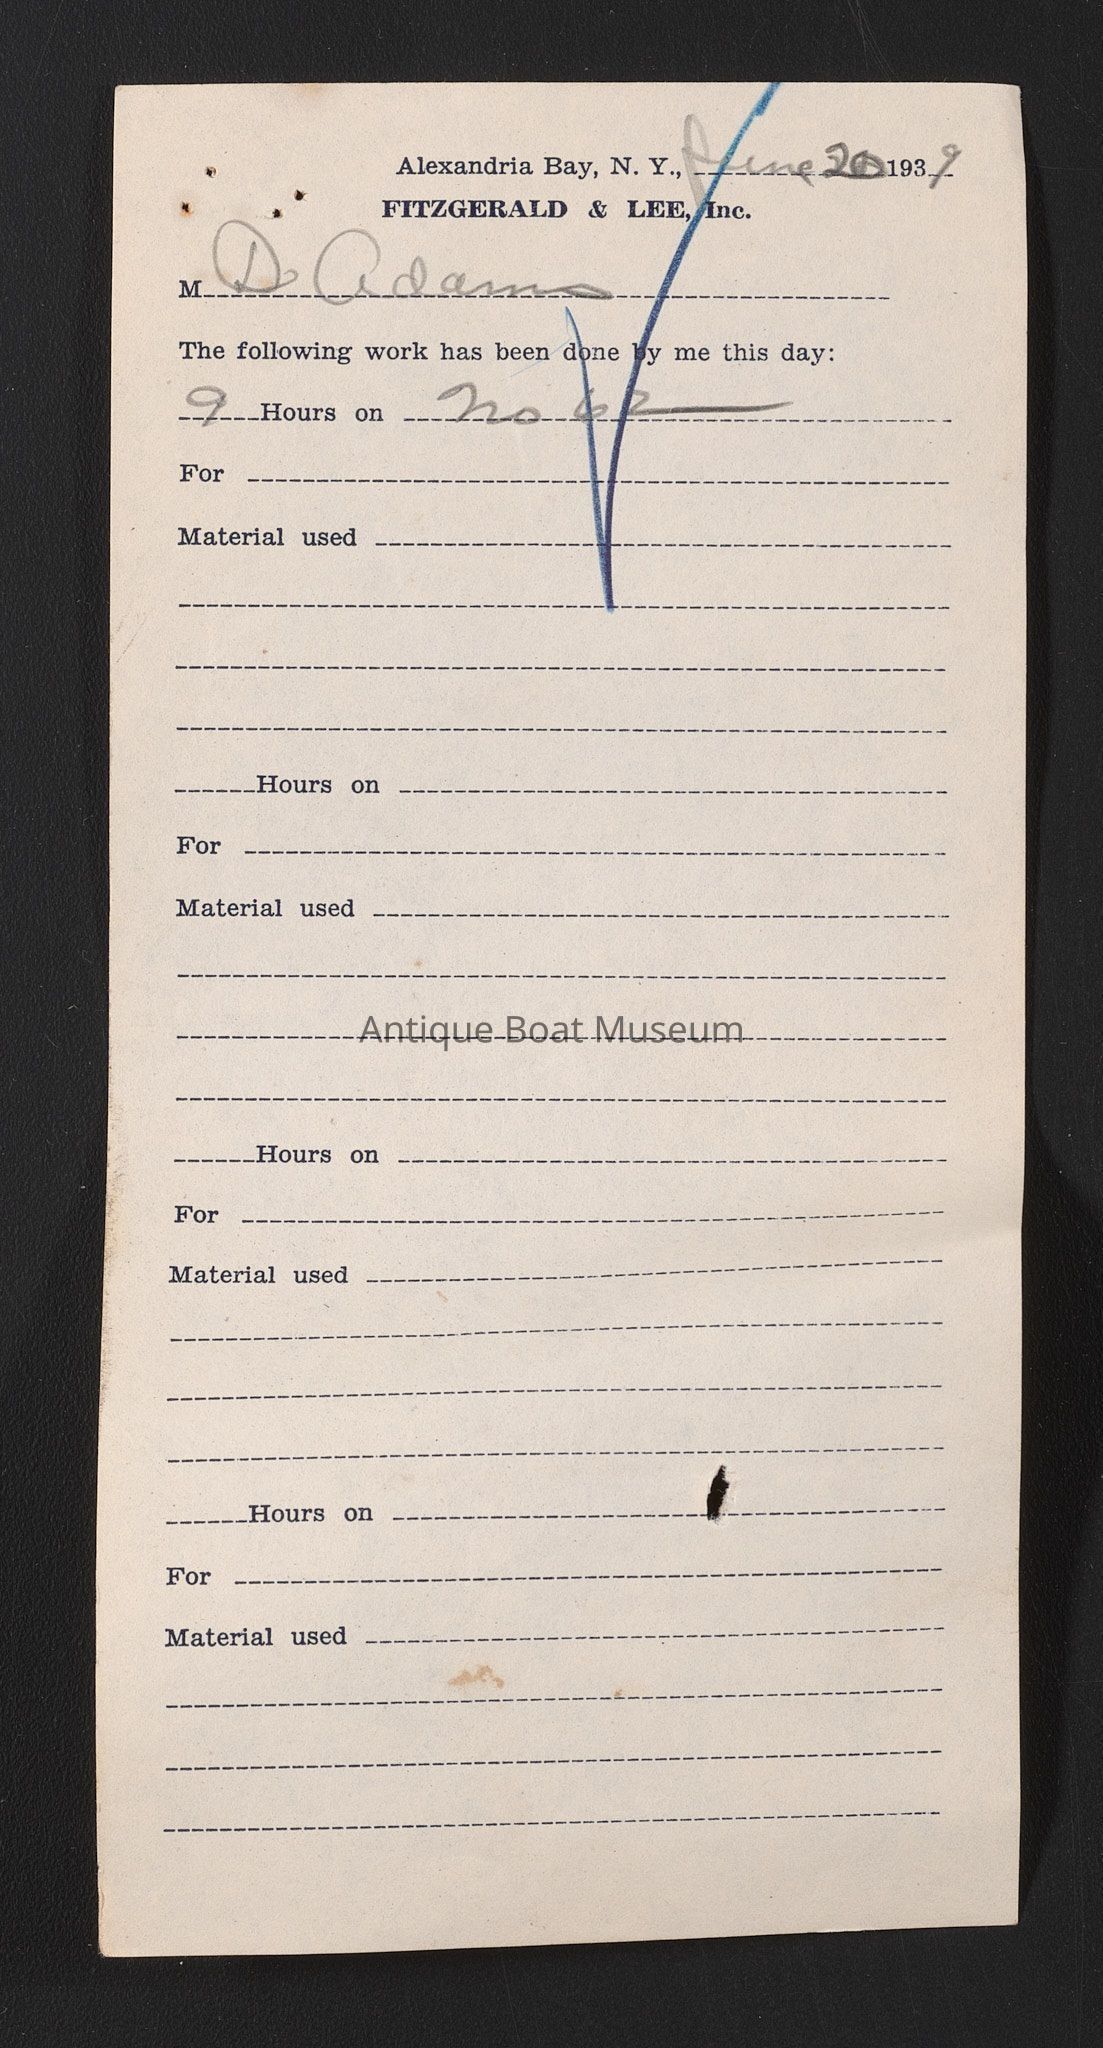 Alexandria Bay, N. Y., June 20 1939
FITZGERALD & LEE, Inc.
M D Adams
The following work has been done by me this day:
9 Hours on No 62
For
Material used
Hours on
For
Material used
Antique Boat Museum
Hours on
For
Material used
Hours on
For
Material used